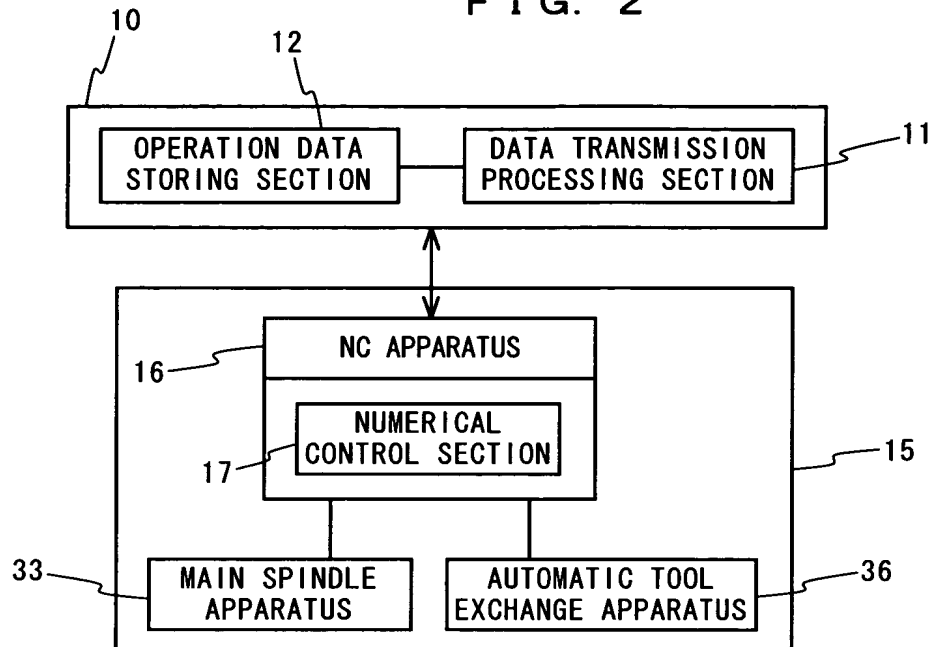 FIG. 2
10
12
OPERATION DATA
STORING SECTION
DATA TRANSMISSION
PROCESSING SECTION
11
NC APPARATUS
16
NUMERICAL
CONTROL SECTION
17
15
33
MAIN SPINDLE
APPARATUS
AUTOMATIC TOOL
EXCHANGE APPARATUS
36